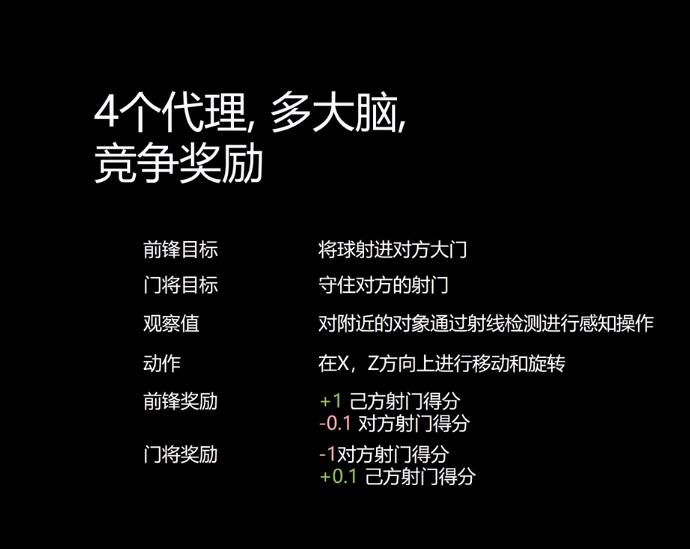 4个代理, 多大脑,
竞争奖励
前锋目标 将球射进对方大门
门将目标 守住对方的射门
观察值 对附近的对象通过射线检测进行感知操作
动作 在X，Z方向上进行移动和旋转
前锋奖励 +1 己方射门得分
-0.1 对方射门得分
门将奖励 -1对方射门得分
+0.1 己方射门得分